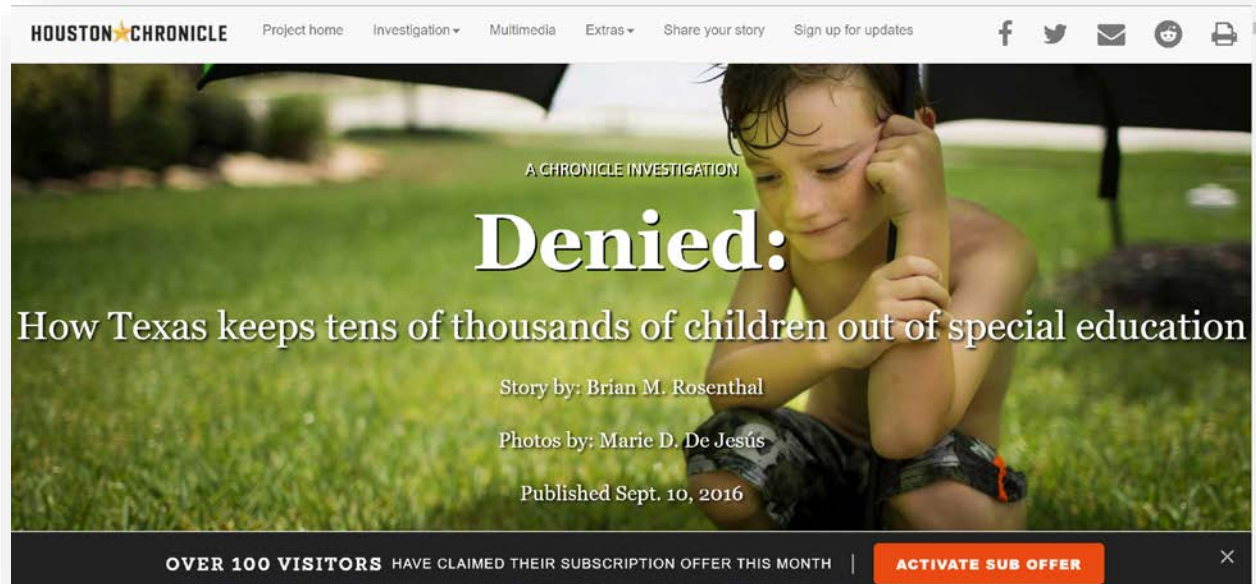 HOUSTON CHRONICLE Project home Investigation Multimedia Extras Share your story Sign up for updates
A CHRONICLE INVESTIGATION
Denied:
How Texas keeps tens of thousands of children out of special education
Story by: Brian M. Rosenthal
Photos by: Marie D. De Jesús
Published Sept. 10, 2016
OVER 100 VISITORS HAVE CLAIMED THEIR SUBSCRIPTION OFFER THIS MONTH | ACTIVATE SUB OFFER ×